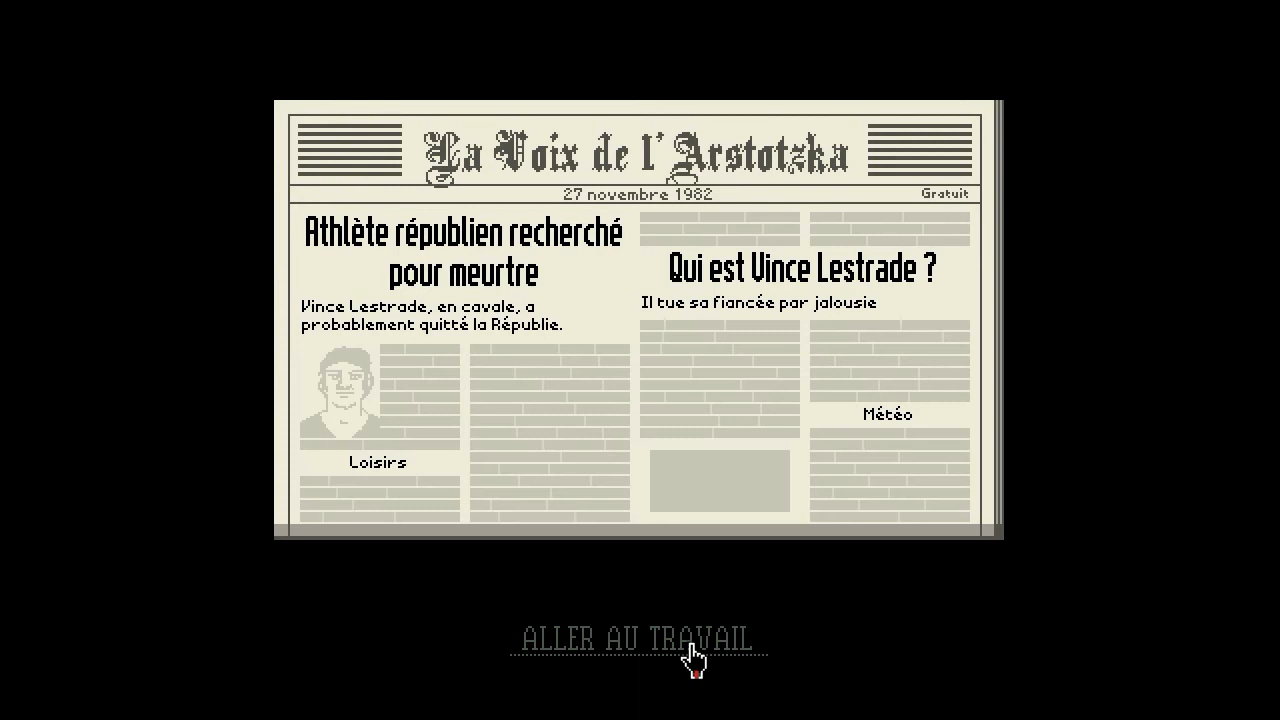 La Voix de l'Arstotzka
27 novembre 1982
Gratuit
Athlète républien recherché
pour meurtre
Vince Lestrade, en cavale, a
probablement quitté la Républie.
Loisirs
Qui est Vince Lestrade ?
Il tue sa fiancée par jalousie
Météo
ALLER AU TRAVAIL